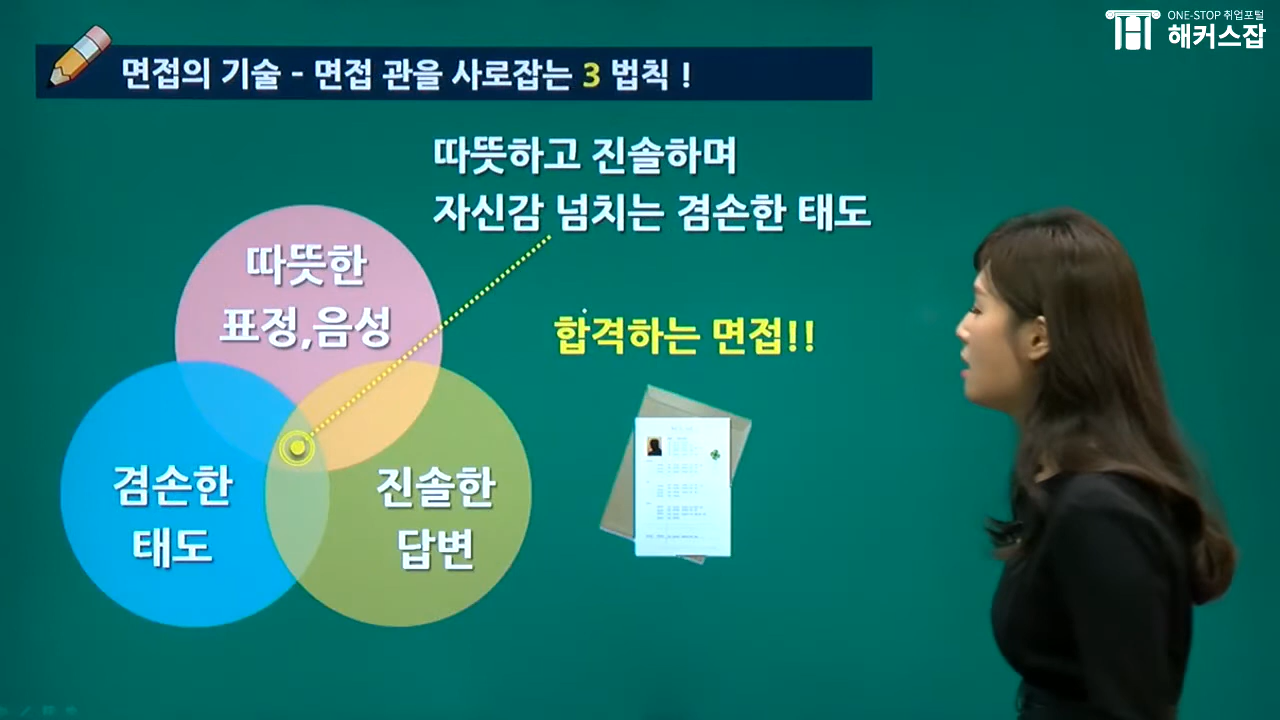 ONE-STOP 취업포털
해커스잡
면접의 기술 - 면접 관을 사로잡는 3 법칙 !
따뜻하고 진솔하며
자신감 넘치는 겸손한 태도
따뜻한
표정,음성
합격하는 면접!!
겸손한
태도
진솔한
답변